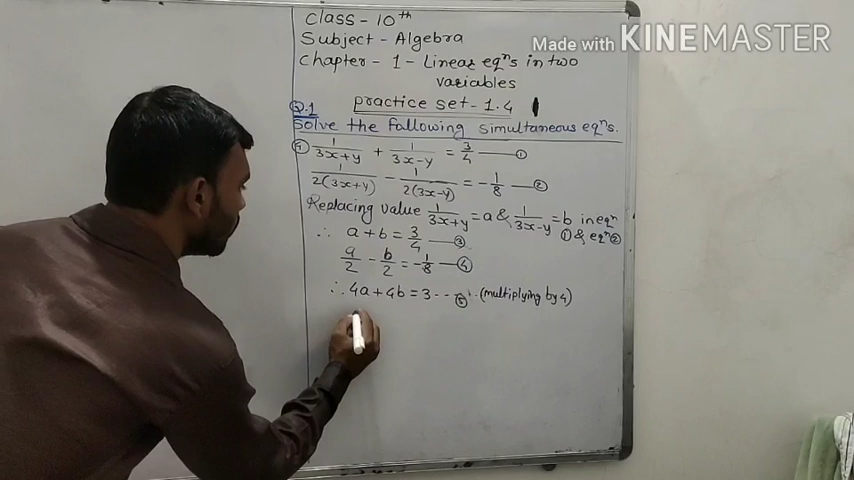 Class - 10th
Made with KINEMASTER
Subject - Algebra
Chapter - 1 - Linear eqns in two
variables
practice set - 1.4
Q.1
Solve the following simultaneous eqns.
4) 1/(3x+y) + 1/(3x-y) = 3/4 —— ①
1/(2(3x+y)) - 1/(2(3x-y)) = -1/8 —— ②
Replacing value 1/(3x+y) = a & 1/(3x-y) = b in eqn
① & eqn ②
∴ a+b = 3/4 —— ③
a/2 - b/2 = -1/8 —— ④
∴ 4a+4b = 3 --- ⑤ (multiplying by 4)